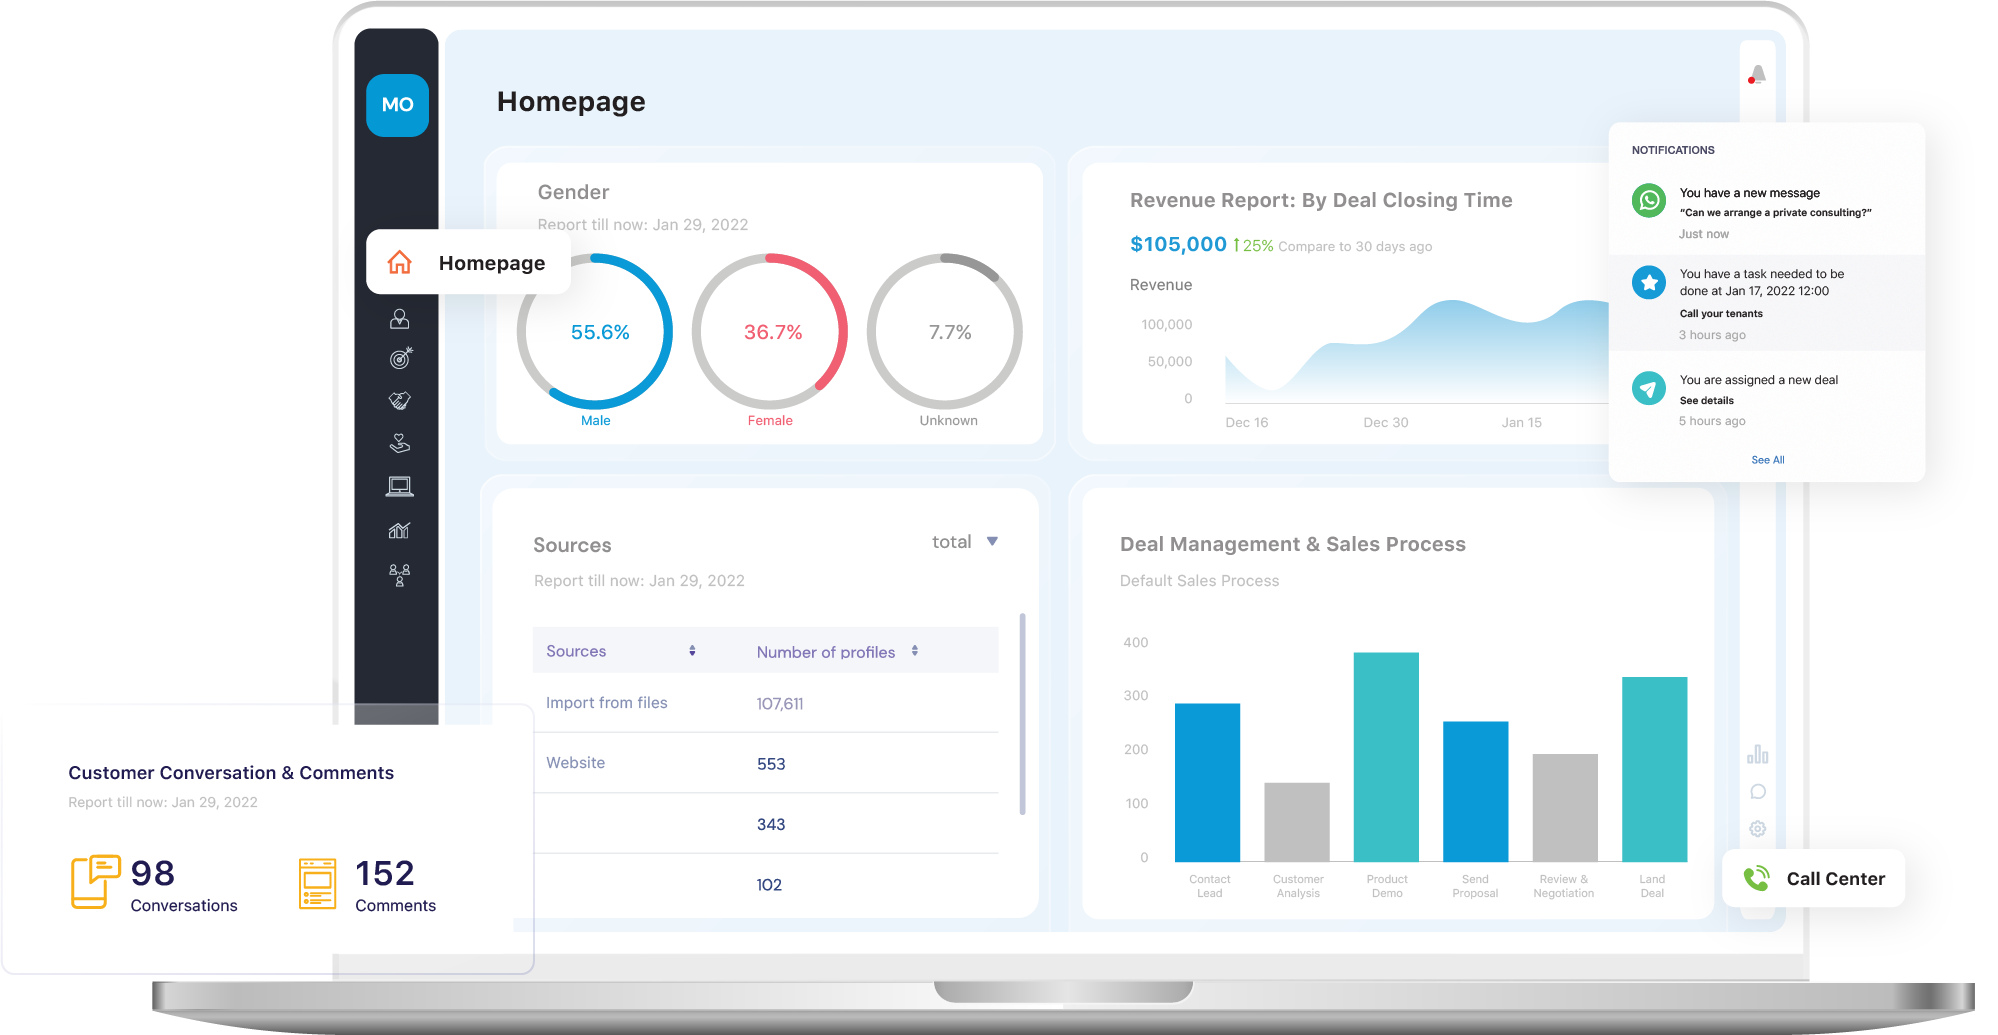 MO
Homepage
Homepage
Gender
Report till now: Jan 29, 2022
55.6%
36.7%
7.7%
Male
Female
Unknown
Revenue Report: By Deal Closing Time
$105,000 ↑25% Compare to 30 days ago
Revenue
100,000
50,000
0
Dec 16
Dec 30
Jan 15
NOTIFICATIONS
You have a new message
"Can we arrange a private consulting?"
Just now
You have a task needed to be
done at Jan 17, 2022 12:00
Call your tenants
3 hours ago
You are assigned a new deal
See details
5 hours ago
See All
Sources
total
Report till now: Jan 29, 2022
Sources
Number of profiles
Import from files
107,611
Website
553
343
102
Deal Management & Sales Process
Default Sales Process
400
300
200
100
0
Contact
Lead
Customer
Analysis
Product
Demo
Send
Proposal
Review &
Negotiation
Land
Deal
Customer Conversation & Comments
Report till now: Jan 29, 2022
98
Conversations
152
Comments
Call Center